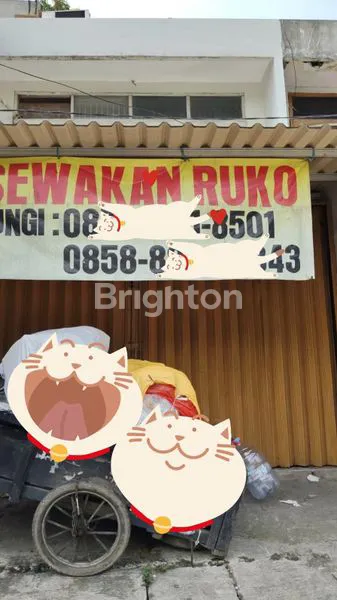 SEWAKAN RUKO
UNGI : 08 -8501
0858-8 43
Brighton